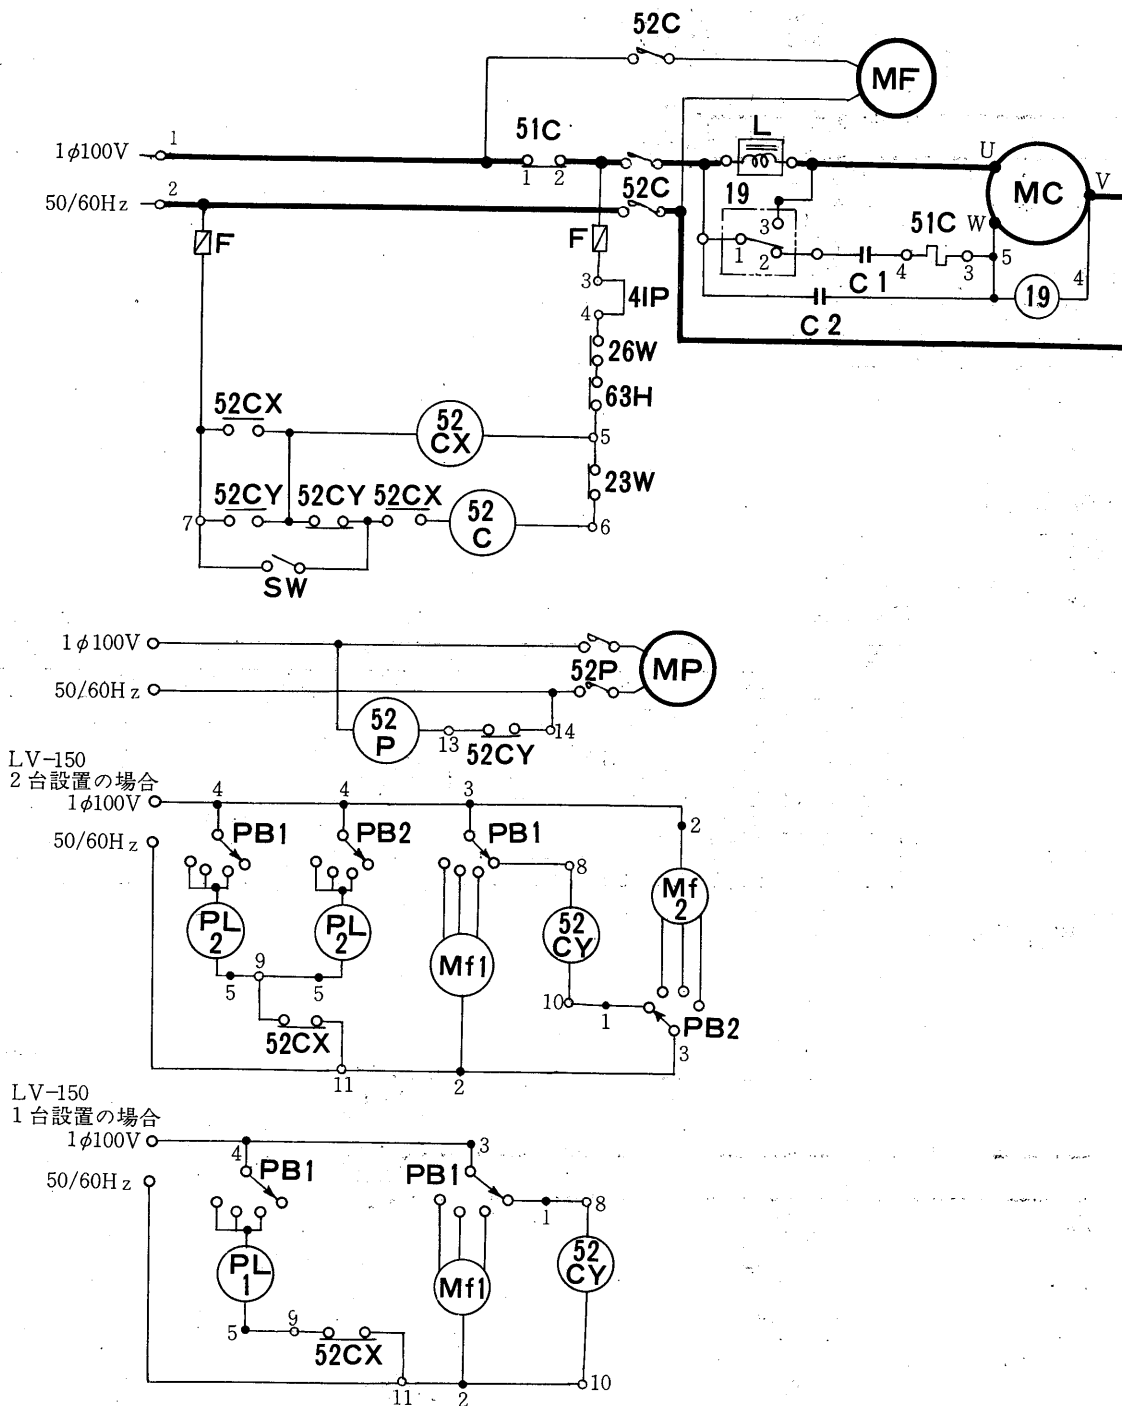 52C
MF
1
1φ100V
51C
1 2
L
U
MC
V
2
50/60Hz
52C
19
3
1
2
W
51C
5
F
F
C1
4
3
19
4
C2
3
4IP
4
26W
63H
52CX
52
CX
5
23W
52CY
52CY
52CX
52
C
7
6
SW
1φ100V
52P
MP
50/60Hz
52
P
13
52CY
14
LV-150
2台設置の場合
1φ100V
4
4
3
2
50/60Hz
PB1
PB2
PB1
8
PL
2
PL
2
Mf1
52
CY
Mf
2
5
9
5
10
1
PB2
3
52CX
11
2
LV-150
1台設置の場合
1φ100V
4
3
50/60Hz
PB1
PB1
1
8
PL
1
Mf1
52
CY
5
9
52CX
11
2
10